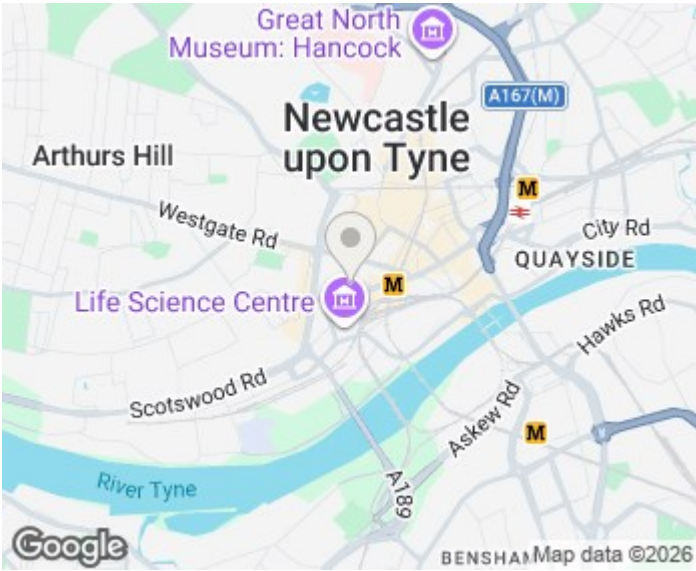 Great North
Museum: Hancock
A167(M)
Newcastle
upon Tyne
Arthurs Hill
M
Westgate Rd
City Rd
QUAYSIDE
M
Life Science Centre
Hawks Rd
Scotswood Rd
Askew Rd
M
River Tyne
A189
Google
BENSHAM
Map data ©2026